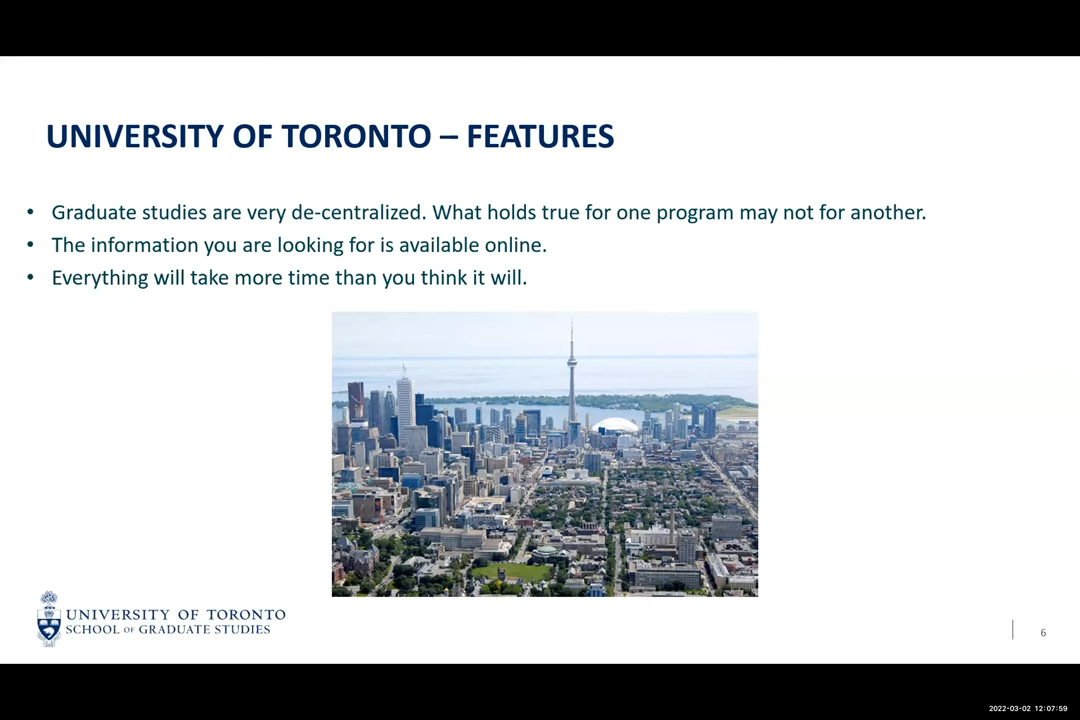 UNIVERSITY OF TORONTO – FEATURES
• Graduate studies are very de-centralized. What holds true for one program may not for another.
• The information you are looking for is available online.
• Everything will take more time than you think it will.
UNIVERSITY OF TORONTO
SCHOOL OF GRADUATE STUDIES
6
2022-03-02 12:07:59